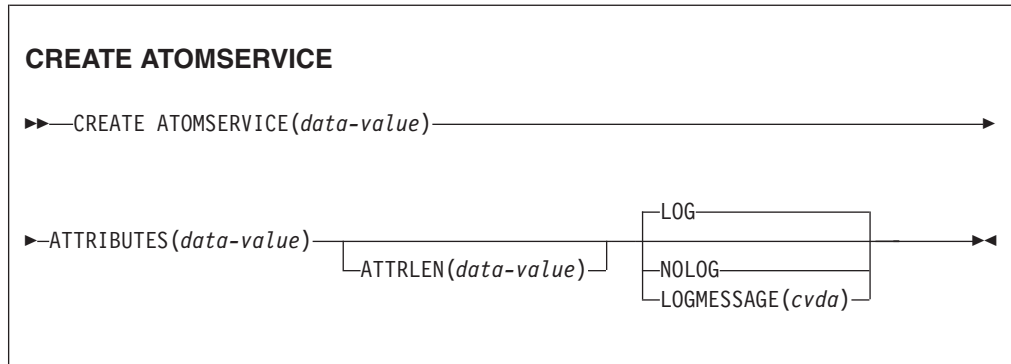 CREATE ATOMSERVICE
CREATE ATOMSERVICE(data-value)
LOG
ATTRIBUTES(data-value)
ATTRLEN(data-value)
NOLOG
LOGMESSAGE(cvda)